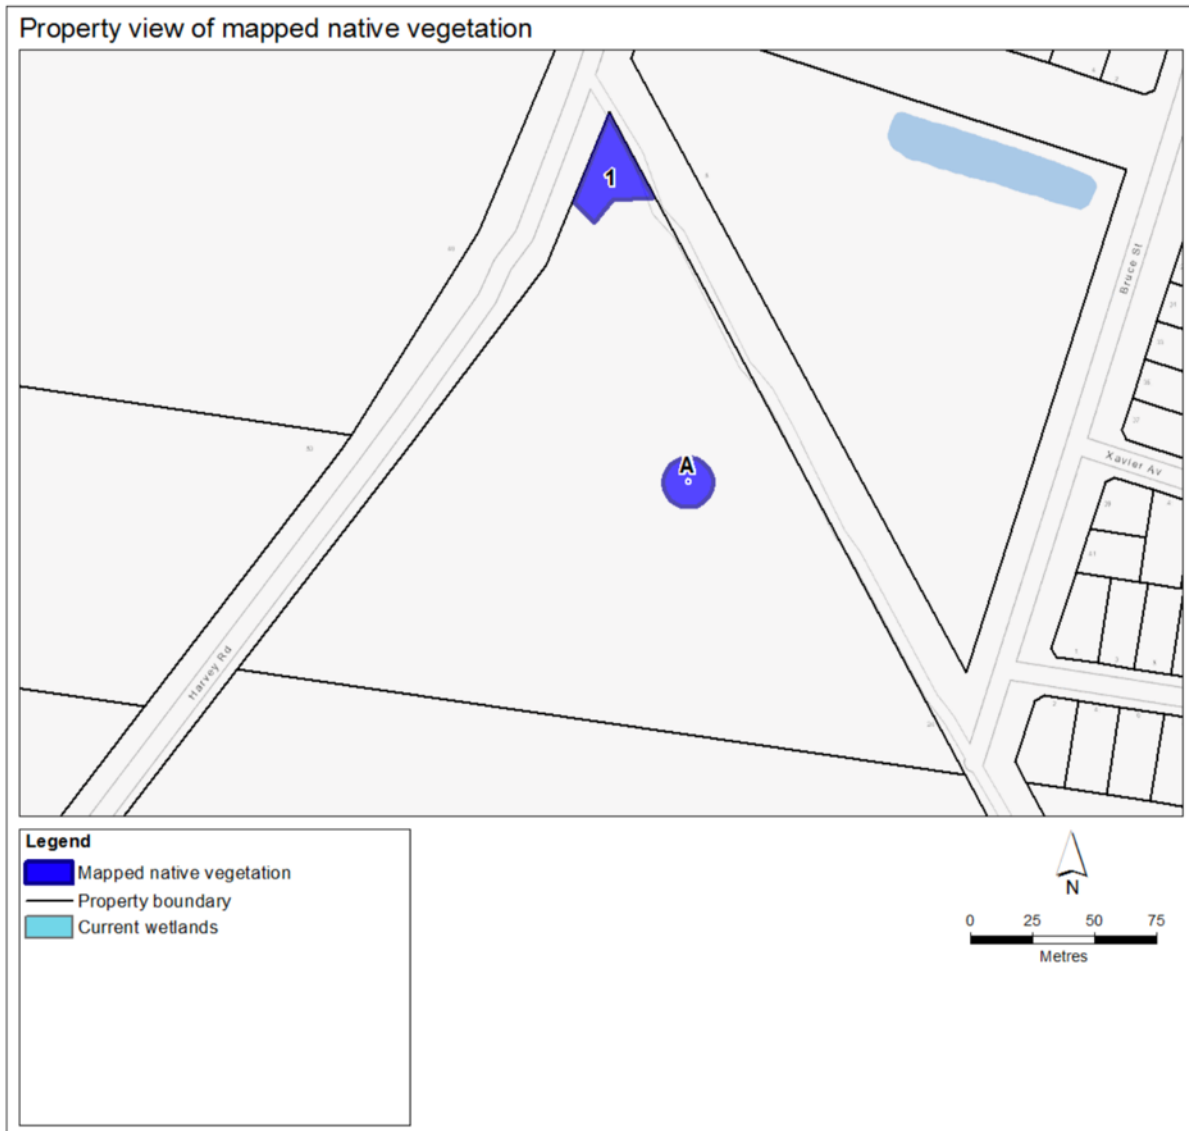 Property view of mapped native vegetation
1
Bruce St
A
Xavier Av
Harvey Rd
Legend
Mapped native vegetation
Property boundary
Current wetlands
N
0 25 50 75
Metres